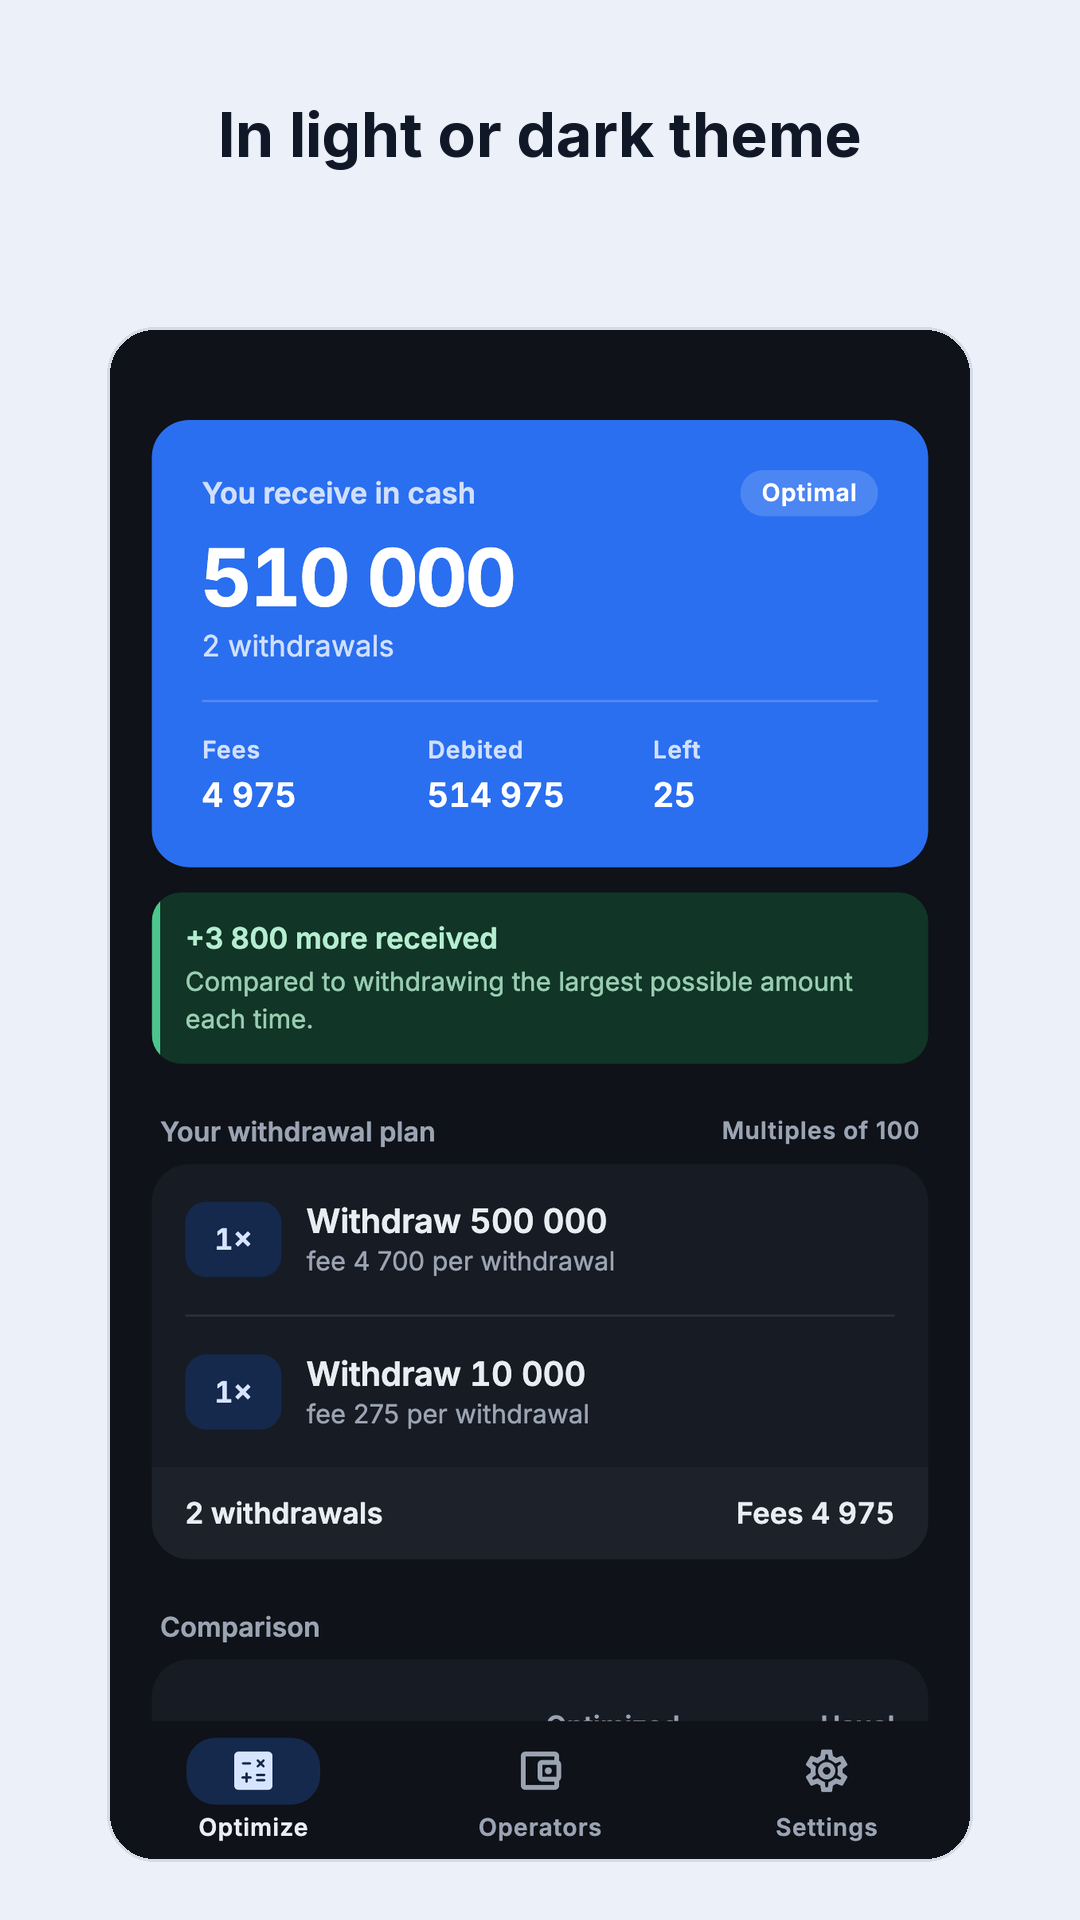 In light or dark theme
You receive in cash
Optimal
510 000
2 withdrawals
Fees
Debited
Left
4 975
514 975
25
+3 800 more received
Compared to withdrawing the largest possible amount
each time.
Your withdrawal plan
Multiples of 100
1×
Withdraw 500 000
fee 4 700 per withdrawal
1×
Withdraw 10 000
fee 275 per withdrawal
2 withdrawals
Fees 4 975
Comparison
Optimized
Usual
Optimize
Operators
Settings